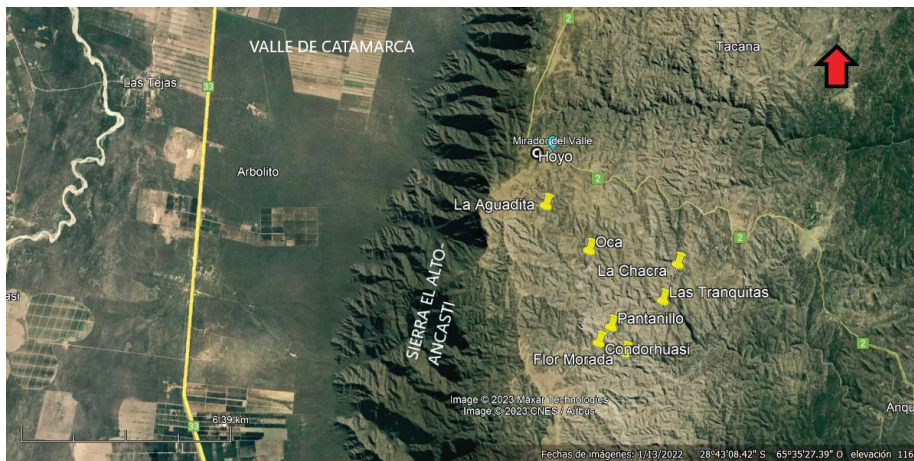 2
VALLE DE CATAMARCA
Tacana
Las Tejas
33
Mirador del Valle
Hoyo
Arbolito
2
La Aguadita
2
Oca
La Chacra
Las Tranquitas
asi
Pantanillo
SIERRA EL ALTO-
ANCASTI
Condorhuasi
Flor Morada
2
Image © 2023 Maxar Technologies
Image © 2023 CNES / Airbus
Anqu
6.39 km
33
Fechas de imágenes: 1/13/2022 28°43'08.42" S 65°35'27.39" O elevación 116